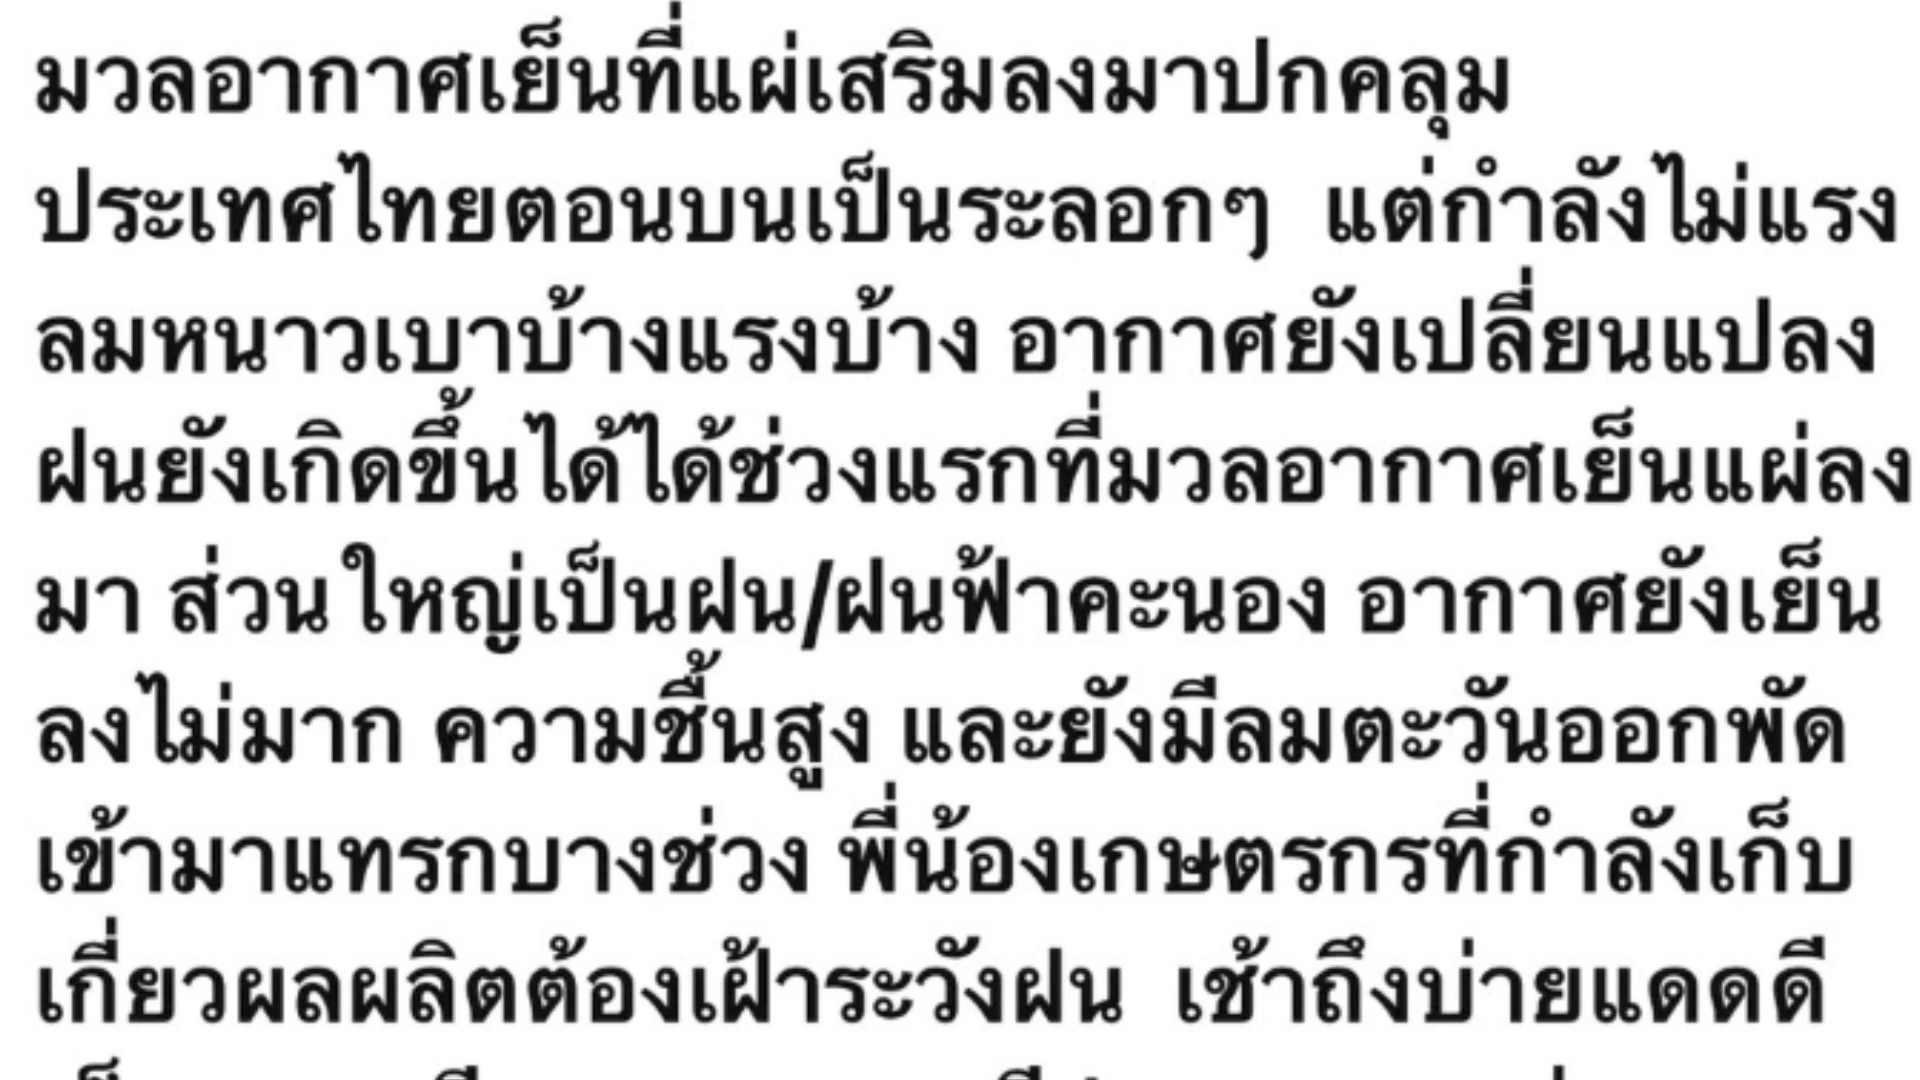 มวลอากาศเย็นที่แผ่เสริมลงมาปกคลุม
ประเทศไทยตอนบนเป็นระลอกๆ  แต่กำลังไม่แรง
ลมหนาวเบาบ้างแรงบ้าง อากาศยังเปลี่ยนแปลง
ฝนยังเกิดขึ้นได้ได้ช่วงแรกที่มวลอากาศเย็นแผ่ลง
มา ส่วนใหญ่เป็นฝน/ฝนฟ้าคะนอง อากาศยังเย็น
ลงไม่มาก ความชื้นสูง และยังมีลมตะวันออกพัด
เข้ามาแทรกบางช่วง พี่น้องเกษตรกรที่กำลังเก็บ
เกี่ยวผลผลิตต้องเฝ้าระวังฝน  เช้าถึงบ่ายแดดดี